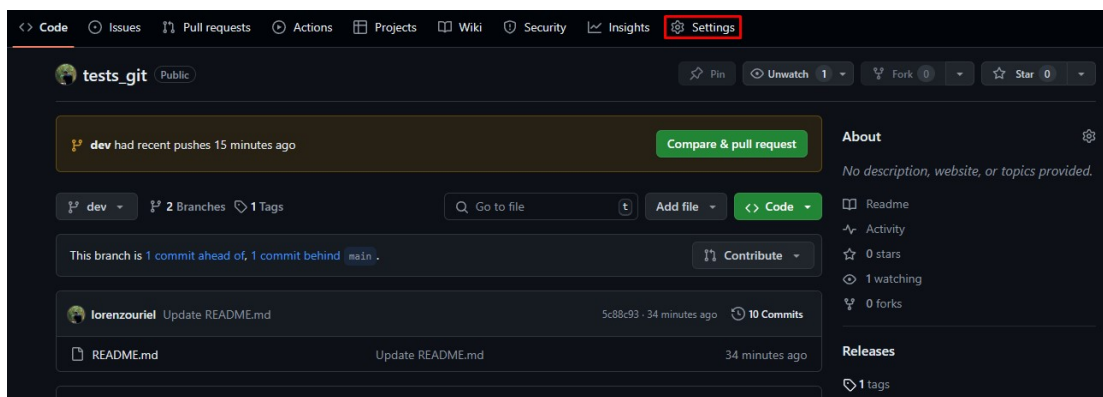 <> Code Issues Pull requests Actions Projects Wiki Security Insights Settings
tests_git Public Pin Unwatch 1 Fork 0 Star 0
dev had recent pushes 15 minutes ago Compare & pull request
dev 2 Branches 1 Tags Go to file t Add file <> Code
This branch is 1 commit ahead of, 1 commit behind main . Contribute
lorenzouriel Update README.md 5c88c93 · 34 minutes ago 10 Commits
README.md Update README.md 34 minutes ago
About
No description, website, or topics provided.
Readme
Activity
0 stars
1 watching
0 forks
Releases
1 tags